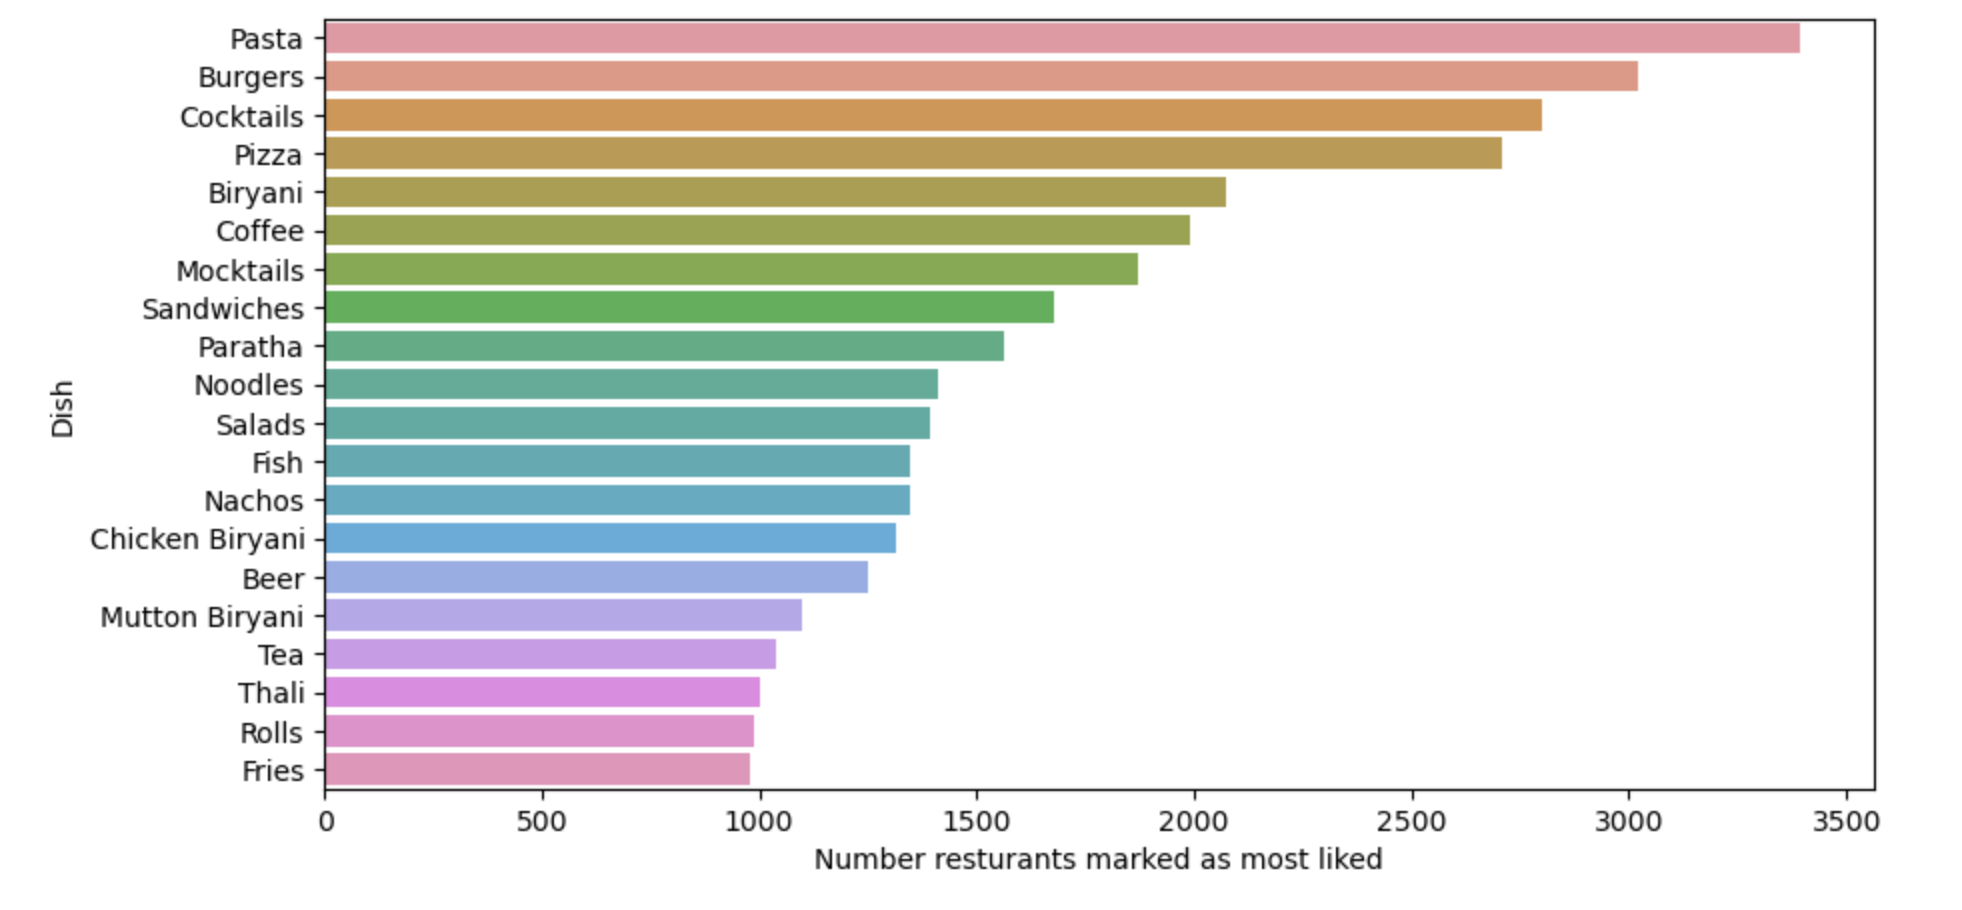 Pasta
Burgers
Cocktails
Pizza
Biryani
Coffee
Mocktails
Sandwiches
Paratha
Noodles
Salads
Fish
Nachos
Chicken Biryani
Beer
Mutton Biryani
Tea
Thali
Rolls
Fries
Dish
0 500 1000 1500 2000 2500 3000 3500
Number resturants marked as most liked